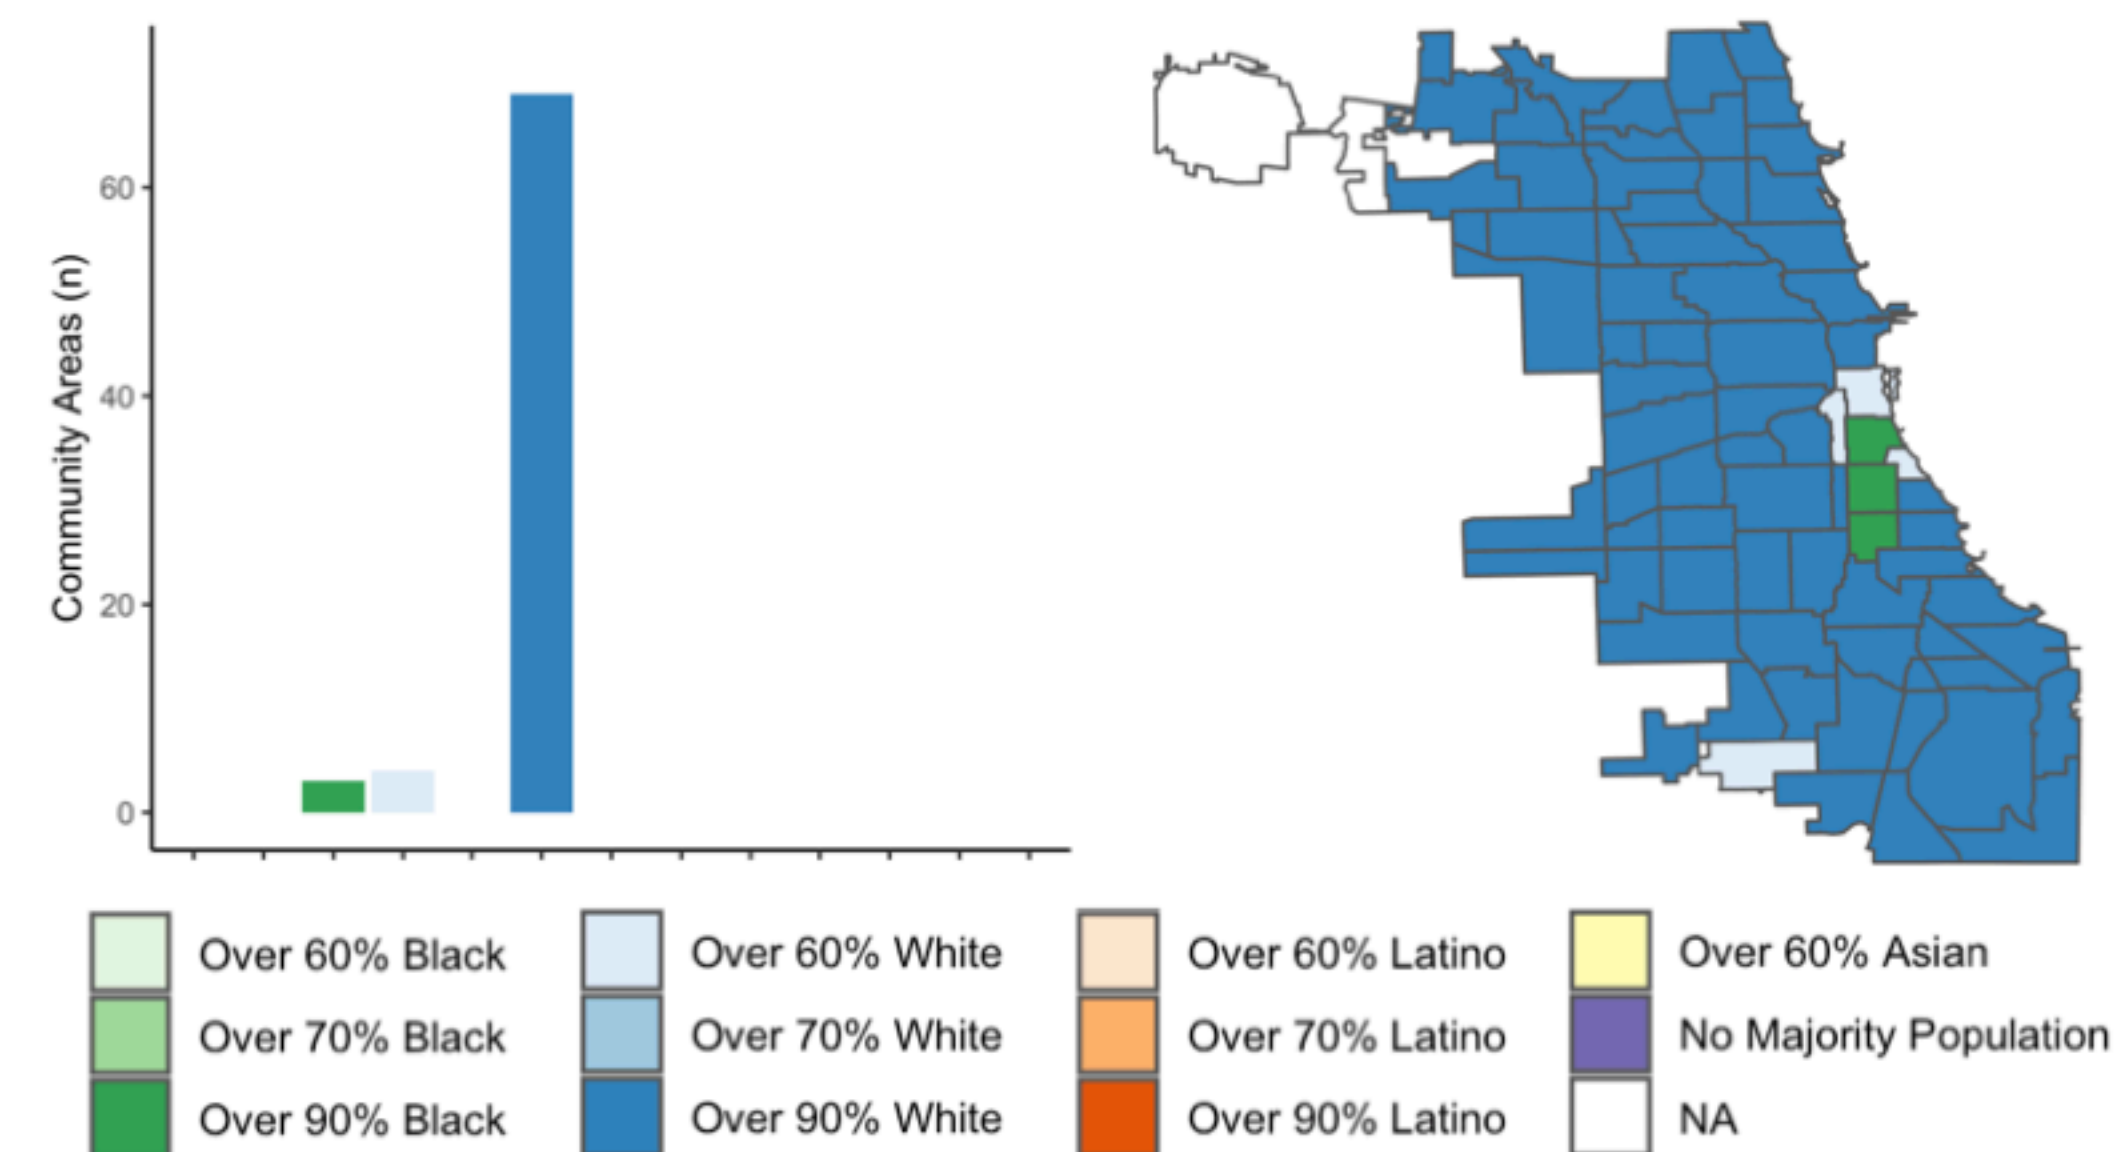 Community Areas (n)
60
40
20
0
Over 60% Black
Over 60% White
Over 60% Latino
Over 60% Asian
Over 70% Black
Over 70% White
Over 70% Latino
No Majority Population
Over 90% Black
Over 90% White
Over 90% Latino
NA